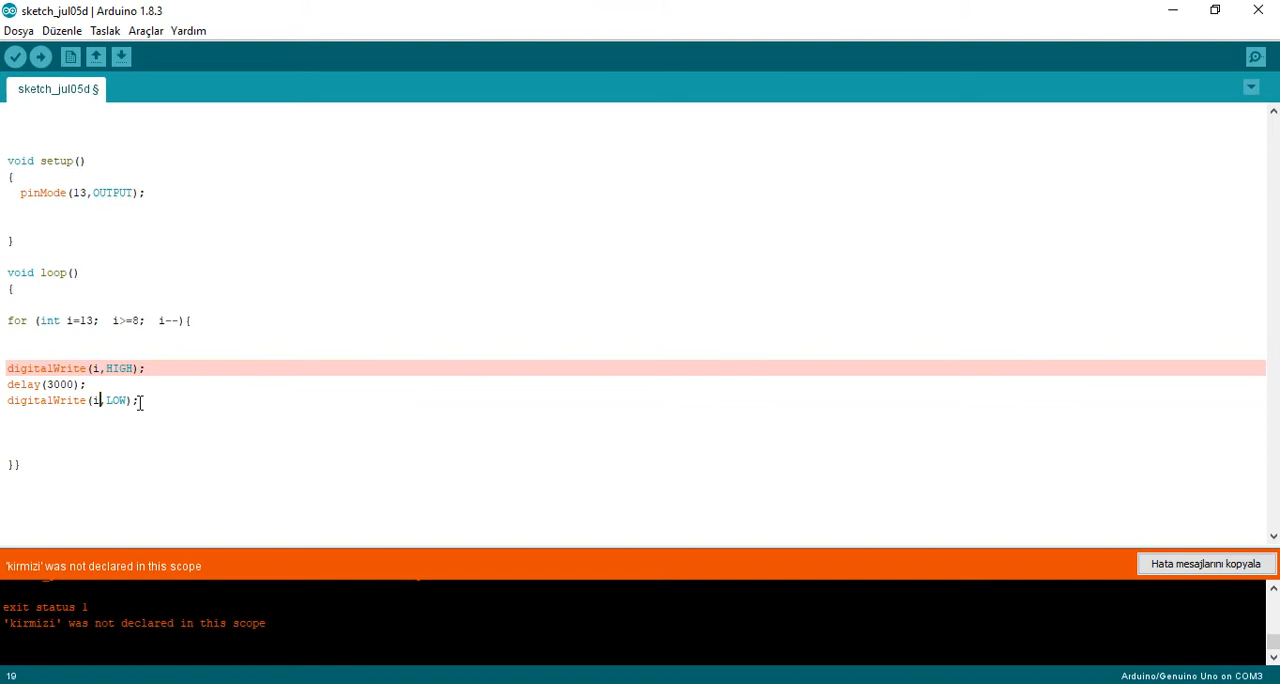 sketch_jul05d | Arduino 1.8.3
Dosya Düzenle Taslak Araçlar Yardım
sketch_jul05d §
void setup()
{
pinMode(13,OUTPUT);
}
void loop()
{
for (int i=13; i>=8; i--){
digitalWrite(i,HIGH);
delay(3000);
digitalWrite(i,LOW);
}}
'kirmizi' was not declared in this scope
Hata mesajlarını kopyala
exit status 1
'kirmizi' was not declared in this scope
19
Arduino/Genuino Uno on COM3